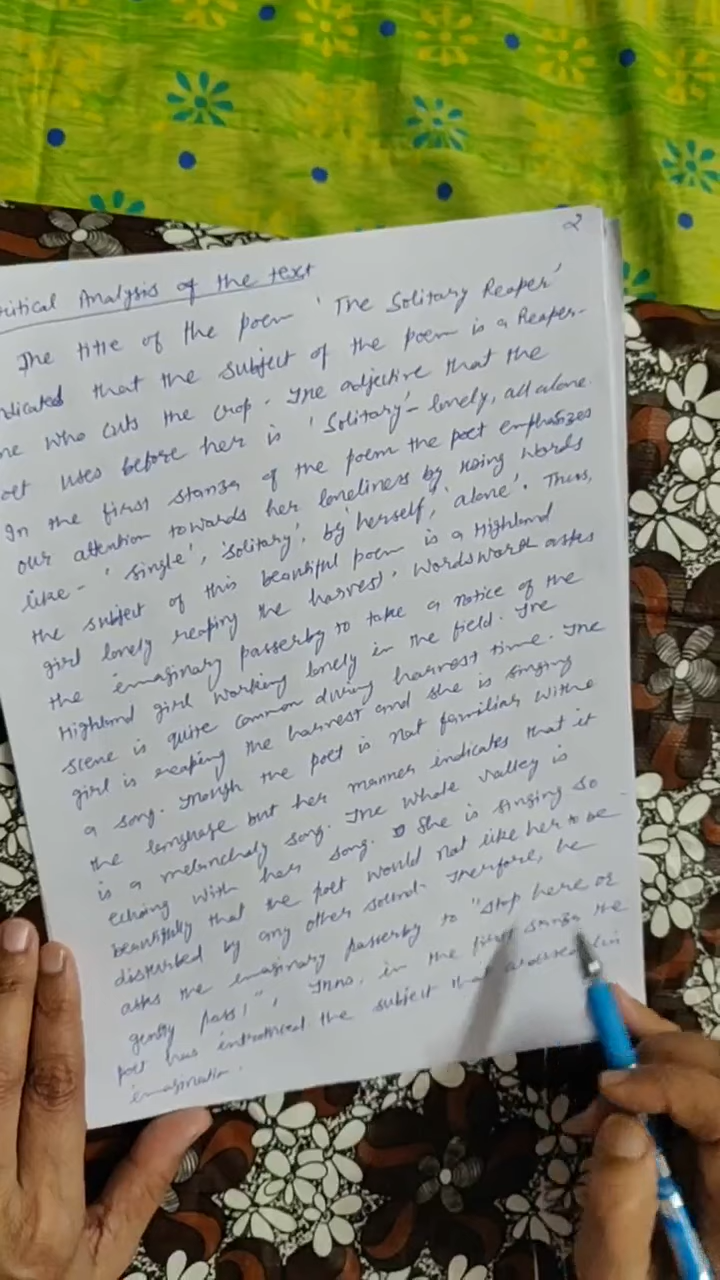 2
ritical Analysis of the text
The title of the poem 'The Solitary Reaper'
ndicated that the subject of the poem is a Reaper-
ne who cuts the crop. The adjective that the
oet uses before her is 'Solitary'- lonely, all alone.
In the first stanza of the poem the poet emphasizes
our attention towards her loneliness by using words
like - 'Single', 'Solitary', by 'herself', 'alone'. Thus,
the subject of this beautiful poem is a Highland
girl lonely reaping the harvest. Wordsworth asks
the imaginary passerby to take a notice of the
Highland girl working lonely in the field. The
scene is quite common during harvest time. The
girl is reaping the harvest and she is singing
a song. Though the poet is not familiar withe
the language but her manner indicates that it
is a melancholy song. The whole valley is
echoing with her song. She is singing so
beautifully that the poet would not like her to be
disturbed by any other sound. Therefore, he
asks the imaginary passerby to "stop here or
gently pass!", Thus, in the first stanza the
poet has introduced the subject that aroused his
imagination.